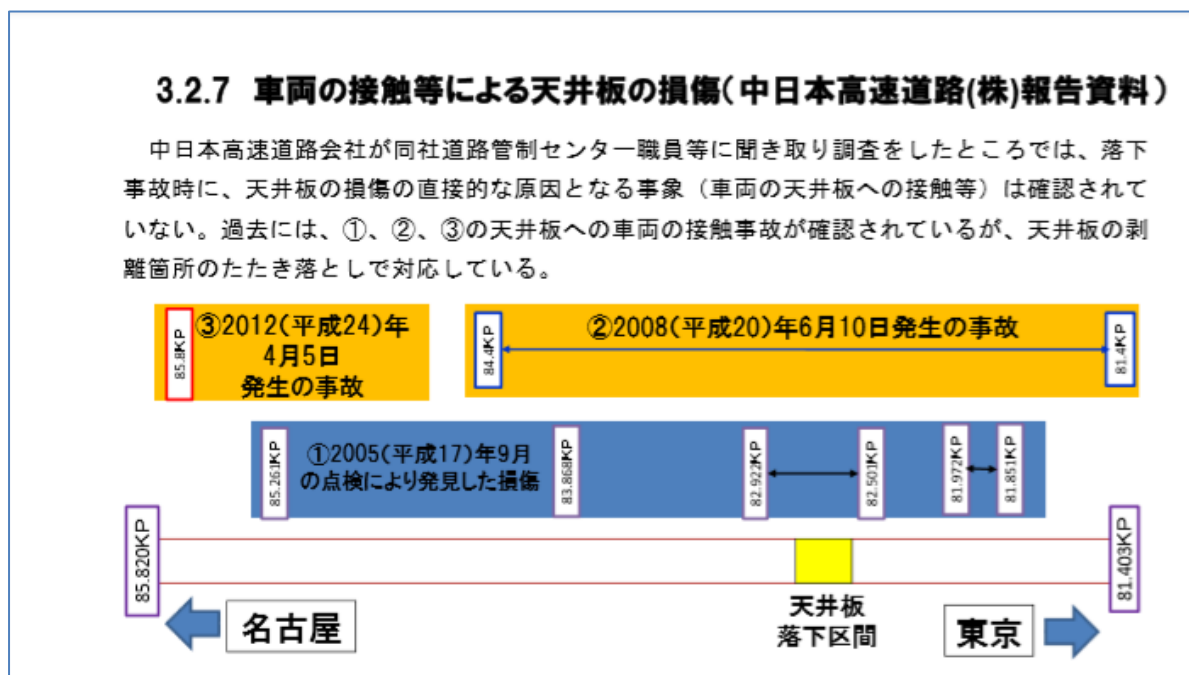 3.2.7 車両の接触等による天井板の損傷(中日本高速道路(株)報告資料)
中日本高速道路会社が同社道路管制センター職員等に聞き取り調査をしたところでは、落下
事故時に、天井板の損傷の直接的な原因となる事象（車両の天井板への接触等）は確認されて
いない。過去には、①、②、③の天井板への車両の接触事故が確認されているが、天井板の剥
離箇所のたたき落としで対応している。
85.8KP
③2012(平成24)年
4月5日
発生の事故
84.4KP
②2008(平成20)年6月10日発生の事故
81.4KP
85.261KP
①2005(平成17)年9月
の点検により発見した損傷
83.868KP
82.922KP
82.501KP
81.972KP
81.851KP
85.820KP
81.403KP
名古屋
天井板
落下区間
東京